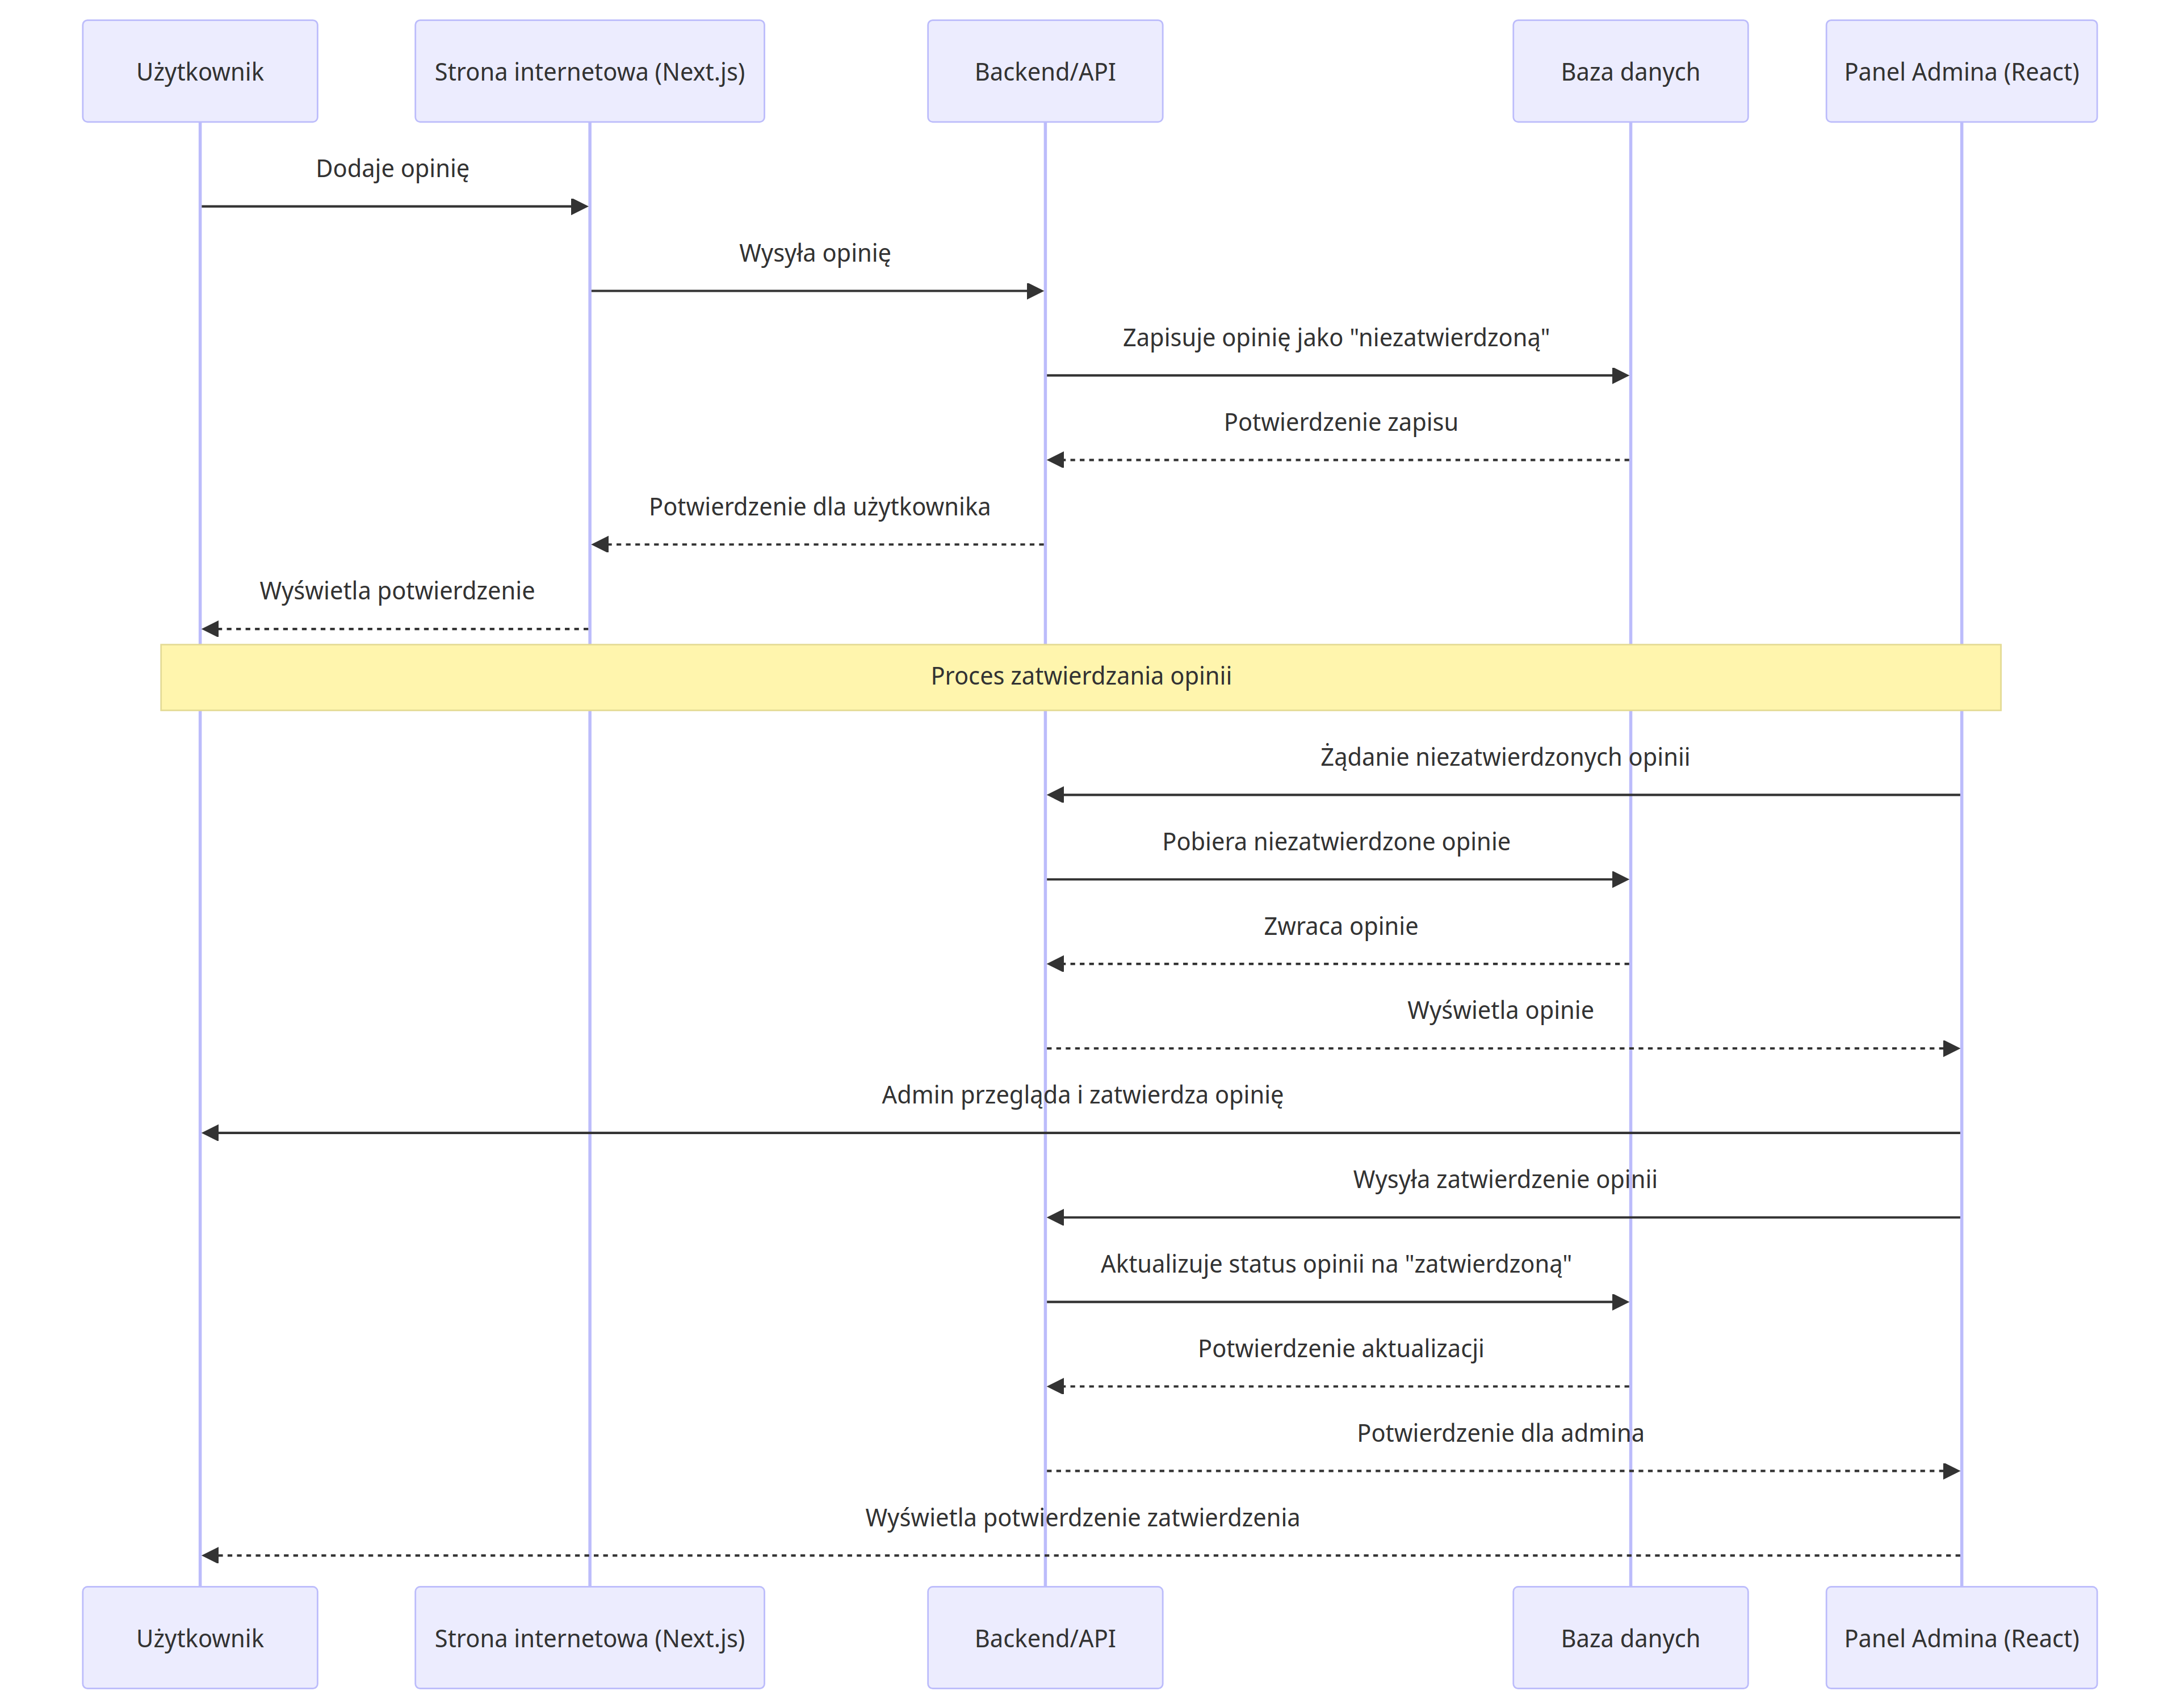 Użytkownik
Strona internetowa (Next.js)
Backend/API
Baza danych
Panel Admina (React)
Dodaje opinię
Wysyła opinię
Zapisuje opinię jako "niezatwierdzoną"
Potwierdzenie zapisu
Potwierdzenie dla użytkownika
Wyświetla potwierdzenie
Proces zatwierdzania opinii
Żądanie niezatwierdzonych opinii
Pobiera niezatwierdzone opinie
Zwraca opinie
Wyświetla opinie
Admin przegląda i zatwierdza opinię
Wysyła zatwierdzenie opinii
Aktualizuje status opinii na "zatwierdzoną"
Potwierdzenie aktualizacji
Potwierdzenie dla admina
Wyświetla potwierdzenie zatwierdzenia
Użytkownik
Strona internetowa (Next.js)
Backend/API
Baza danych
Panel Admina (React)